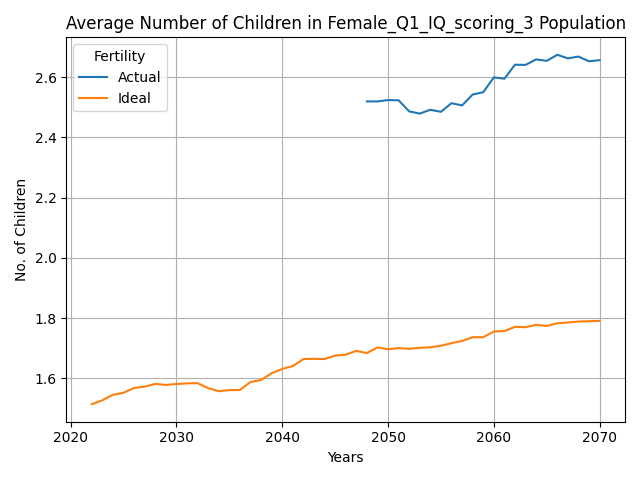 Average Number of Children in Female_Q1_IQ_scoring_3 Population
Fertility
Actual
Ideal
No. of Children
2.6
2.4
2.2
2.0
1.8
1.6
2020 2030 2040 2050 2060 2070
Years